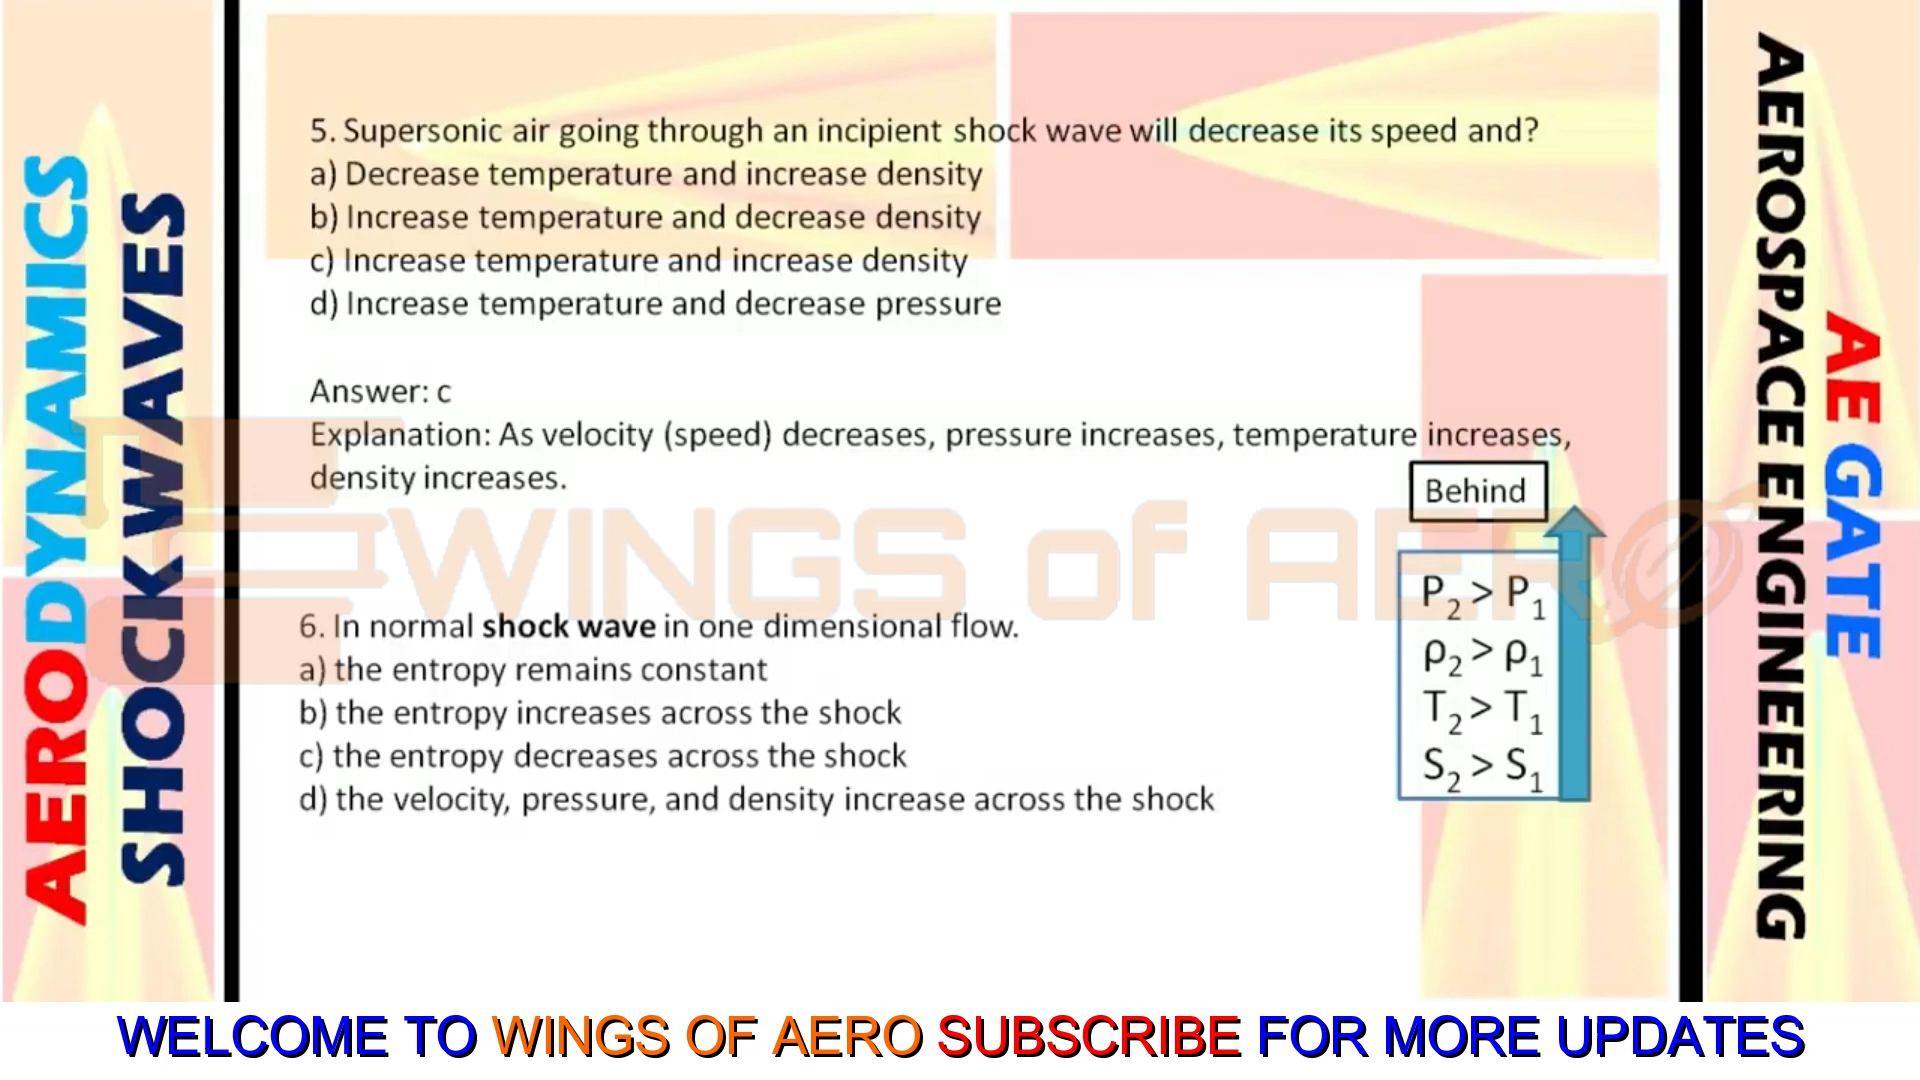 AERODYNAMICS
SHOCKWAVES
5. Supersonic air going through an incipient shock wave will decrease its speed and?
a) Decrease temperature and increase density
b) Increase temperature and decrease density
c) Increase temperature and increase density
d) Increase temperature and decrease pressure
Answer: c
Explanation: As velocity (speed) decreases, pressure increases, temperature increases,
density increases.
WINGS of AERO
6. In normal shock wave in one dimensional flow.
a) the entropy remains constant
b) the entropy increases across the shock
c) the entropy decreases across the shock
d) the velocity, pressure, and density increase across the shock
Behind
P₂ > P₁
ρ₂ > ρ₁
T₂ > T₁
S₂ > S₁
AE GATE
AEROSPACE ENGINEERING
WELCOME TO WINGS OF AERO SUBSCRIBE FOR MORE UPDATES